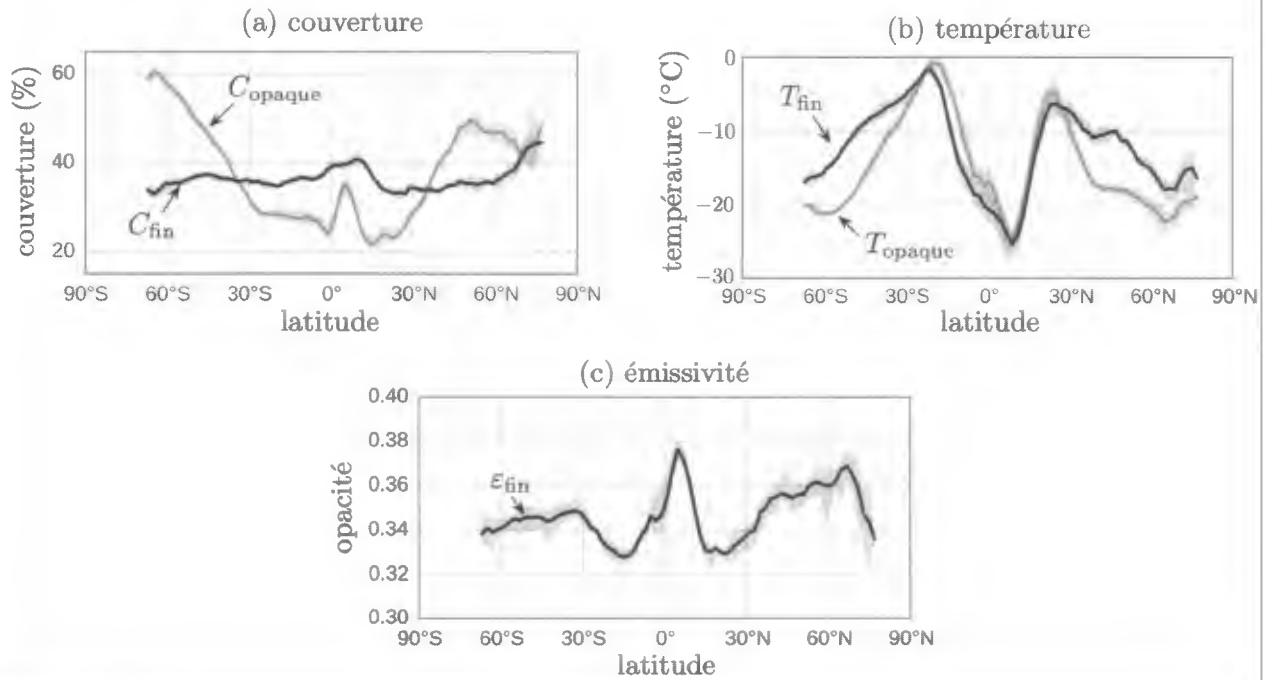 (a) couverture
couverture (%)
60
40
20
C_opaque
C_fin
90°S 60°S 30°S 0° 30°N 60°N 90°N
latitude
(b) température
température (°C)
0
−10
−20
−30
T_fin
T_opaque
90°S 60°S 30°S 0° 30°N 60°N 90°N
latitude
(c) émissivité
opacité
0.40
0.38
0.36
0.34
0.32
0.30
ε_fin
90°S 60°S 30°S 0° 30°N 60°N 90°N
latitude